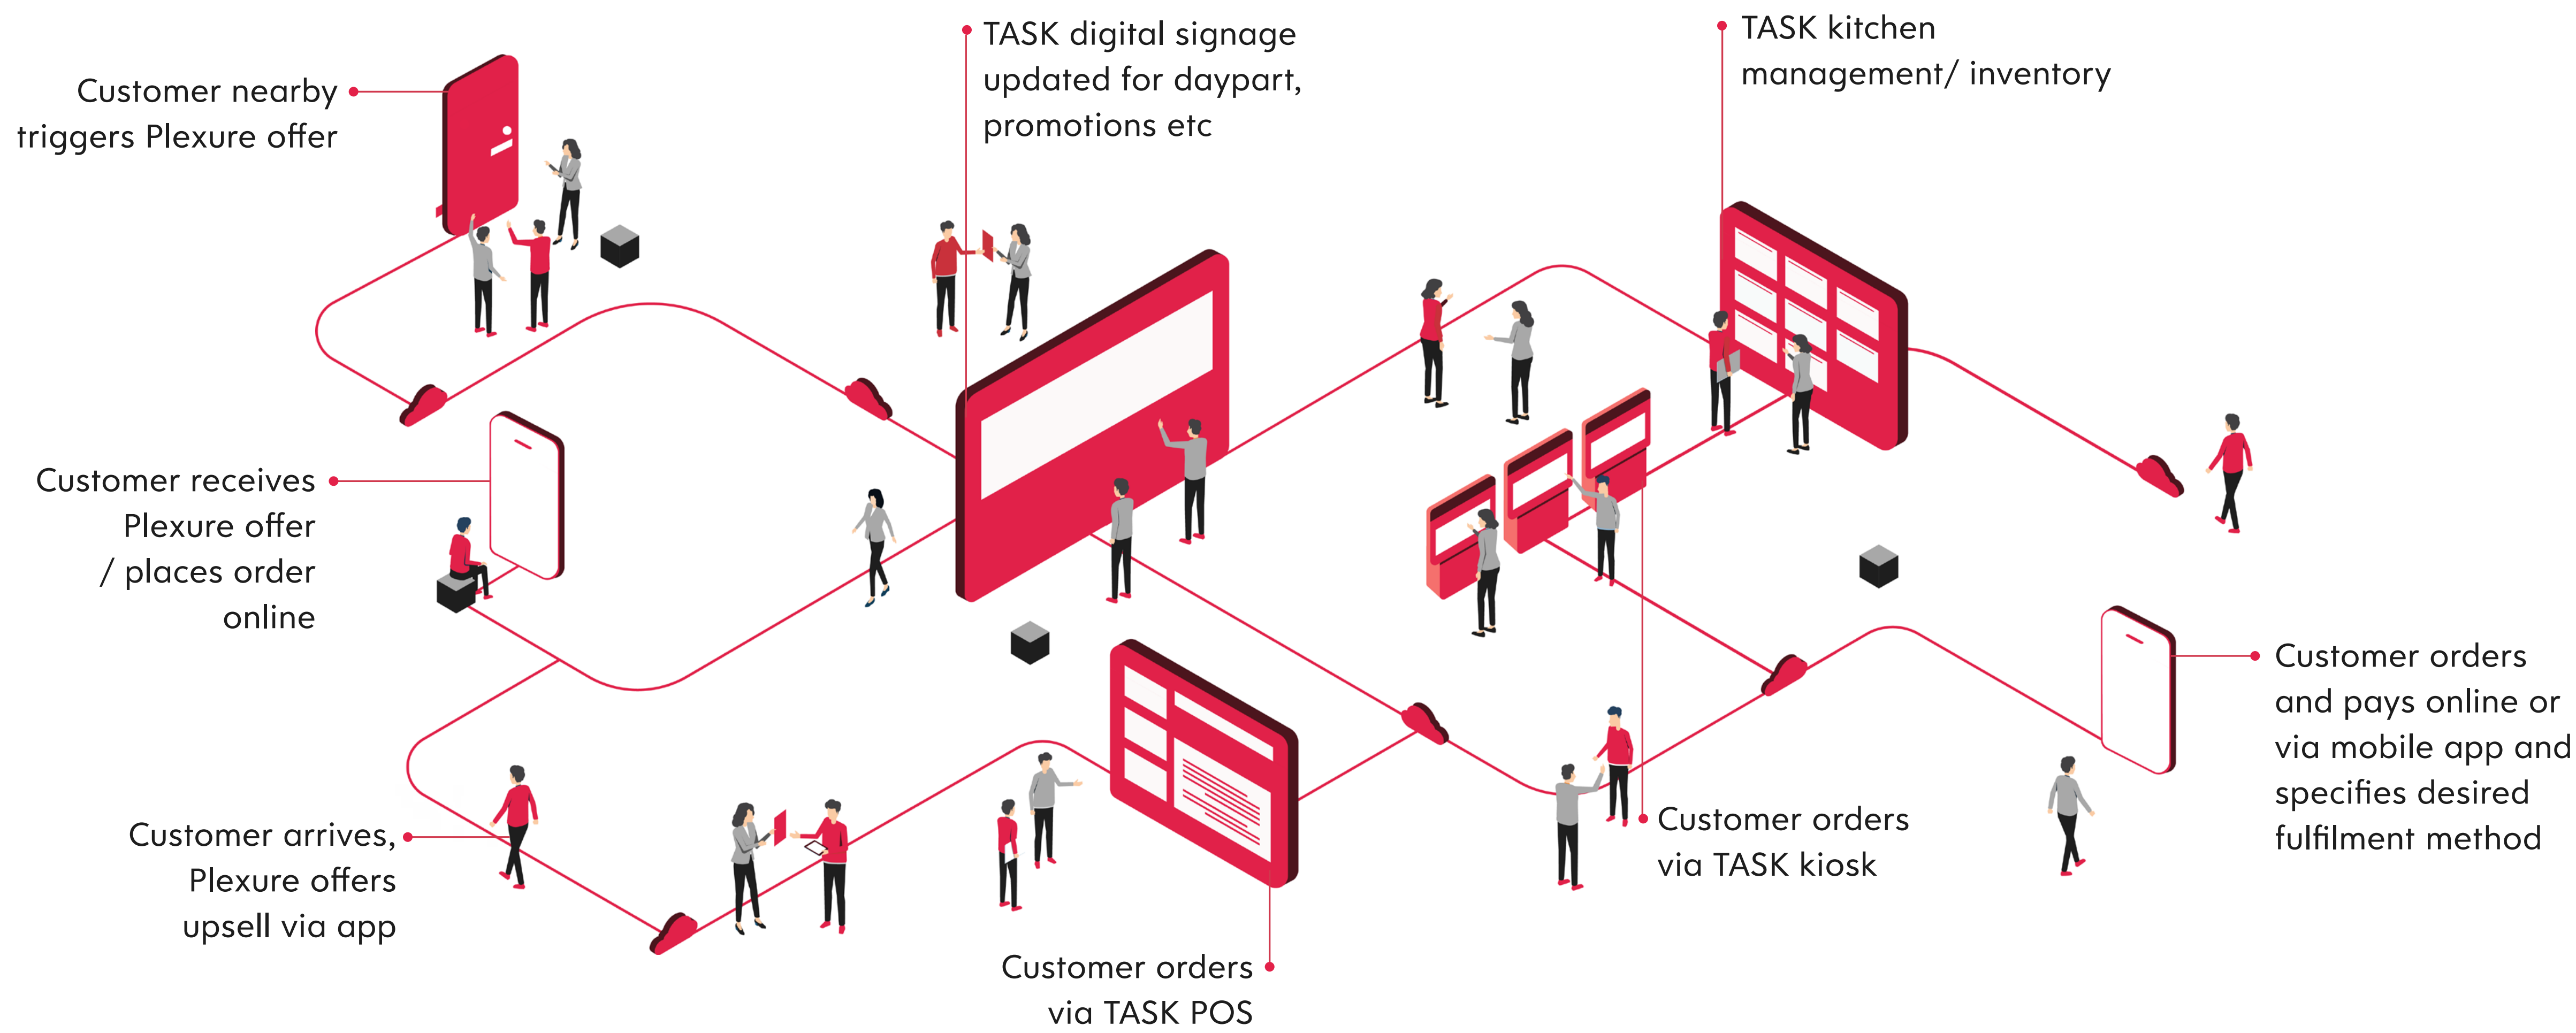 Customer nearby
triggers Plexure offer
TASK digital signage
updated for daypart,
promotions etc
TASK kitchen
management/ inventory
Customer receives
Plexure offer
/ places order
online
Customer orders
and pays online or
via mobile app and
specifies desired
fulfilment method
Customer arrives,
Plexure offers
upsell via app
Customer orders
via TASK kiosk
Customer orders
via TASK POS